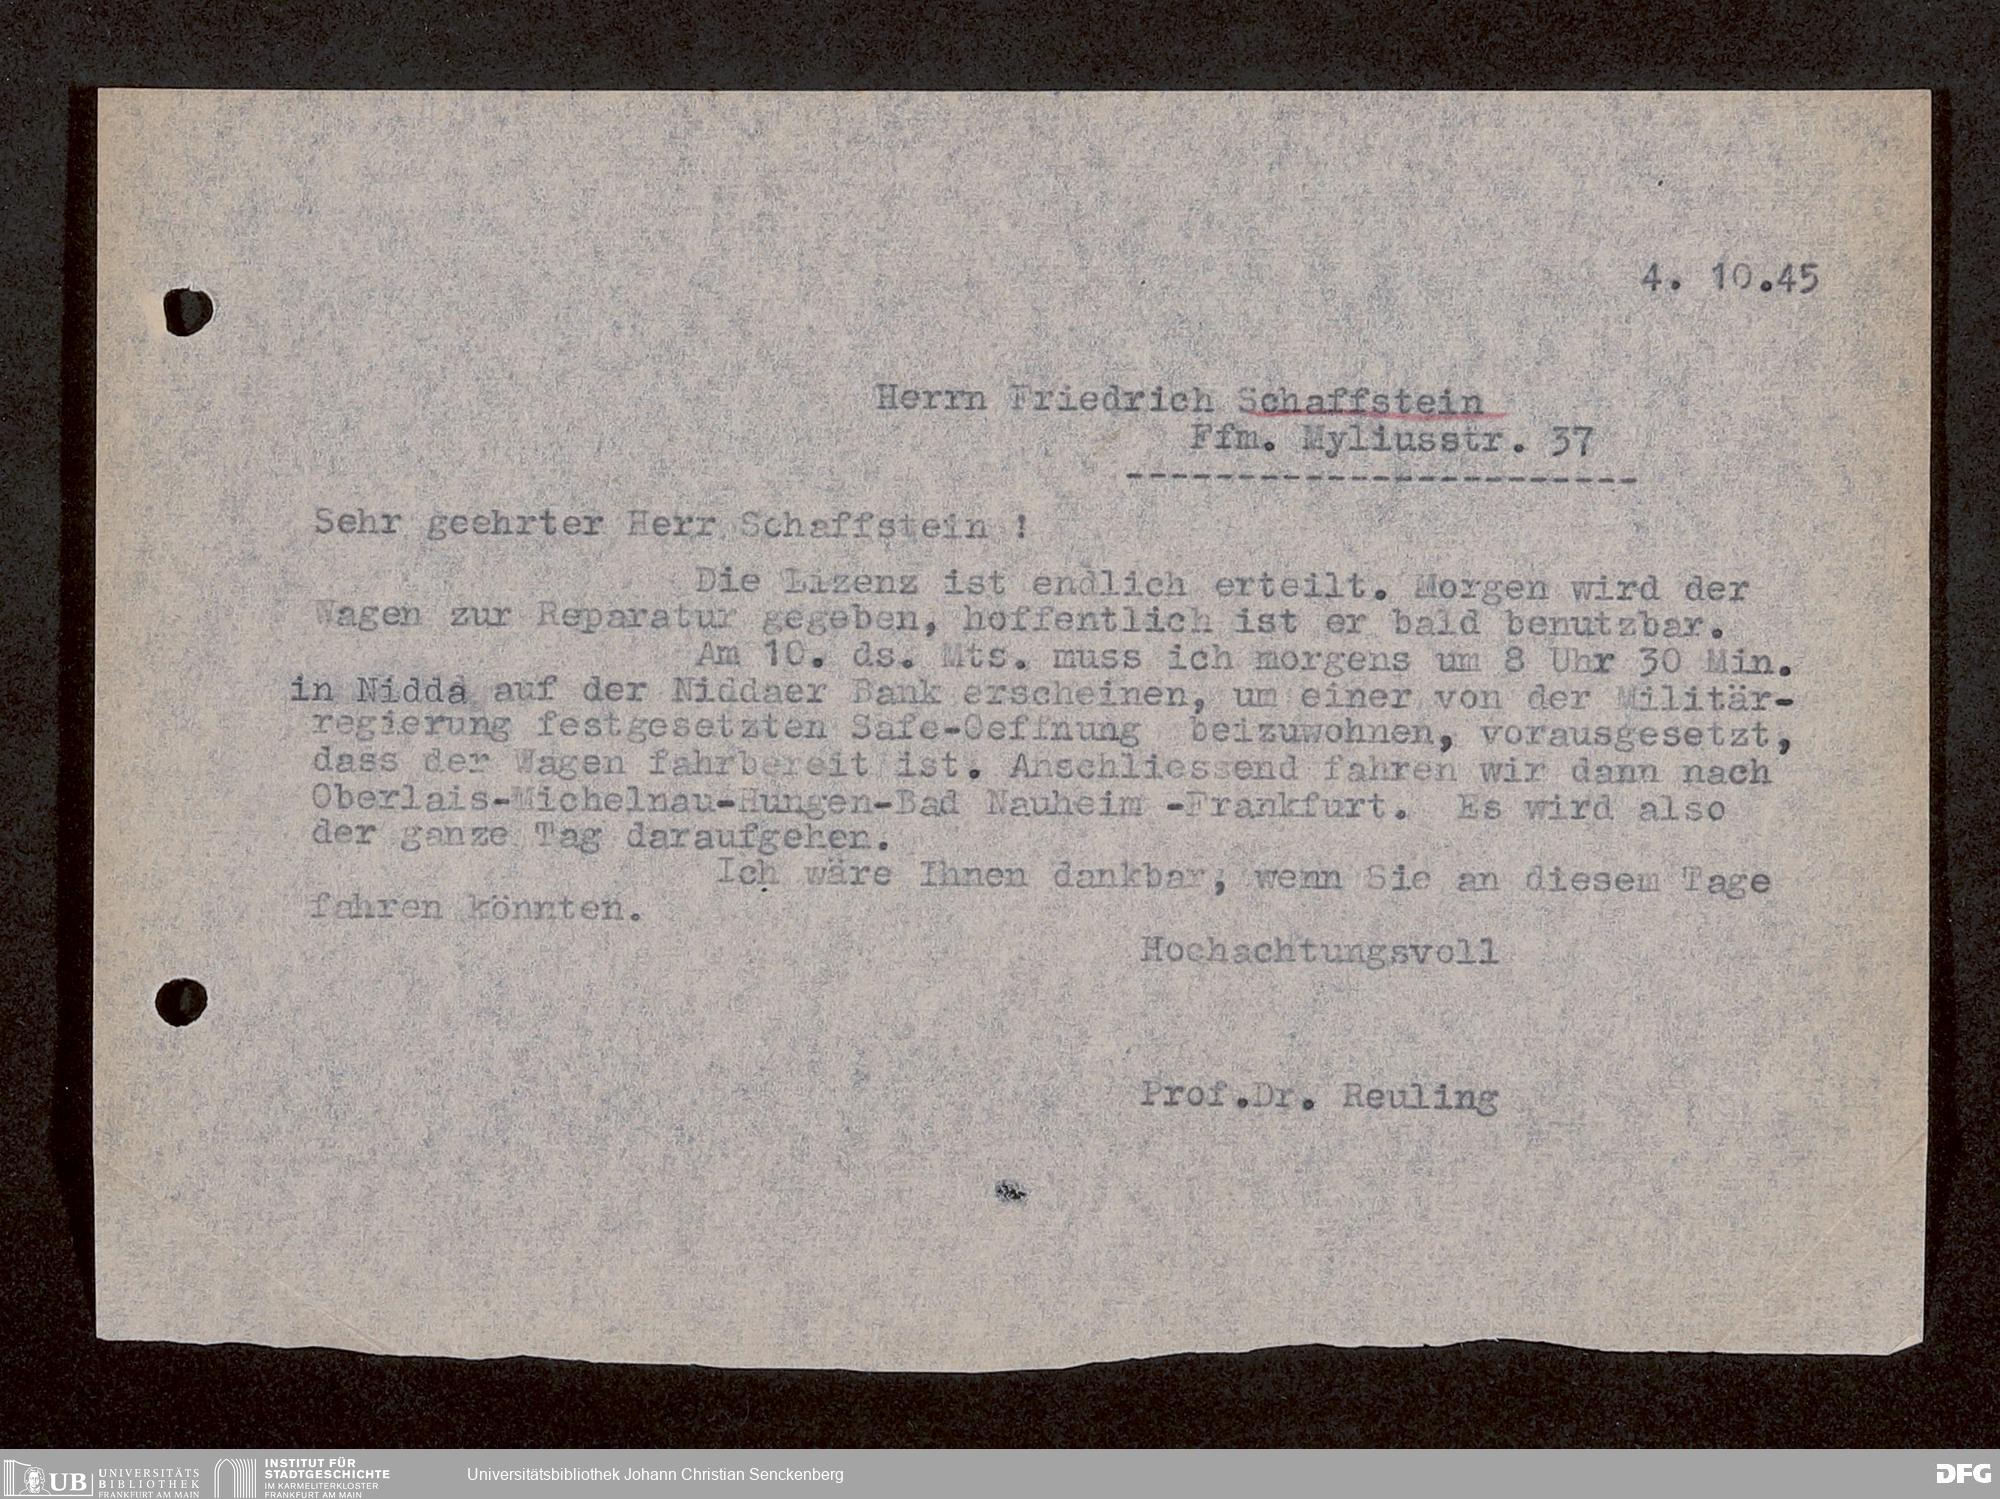 4. 10.45
Herrn Friedrich Schaffstein
Ffm. Myliusstr. 37
-----------------------
Sehr geehrter Herr Schaffstein !
Die Lizenz ist endlich erteilt. Morgen wird der
Wagen zur Reparatur gegeben, hoffentlich ist er bald benutzbar.
Am 10. ds. Mts. muss ich morgens um 8 Uhr 30 Min.
in Nidda auf der Niddaer Bank erscheinen, um einer von der Militär-
regierung festgesetzten Safe-Oeffnung beizuwohnen, vorausgesetzt,
dass der Wagen fahrbereit ist. Anschliessend fahren wir dann nach
Oberlais-Michelnau-Hungen-Bad Nauheim -Frankfurt. Es wird also
der ganze Tag daraufgehen.
Ich wäre Ihnen dankbar, wenn Sie an diesem Tage
fahren könnten.
Hochachtungsvoll
Prof.Dr. Reuling
UB UNIVERSITÄTS
BIBLIOTHEK
FRANKFURT AM MAIN
INSTITUT FÜR
STADTGESCHICHTE
IM KARMELITERKLOSTER
FRANKFURT AM MAIN
Universitätsbibliothek Johann Christian Senckenberg
DFG